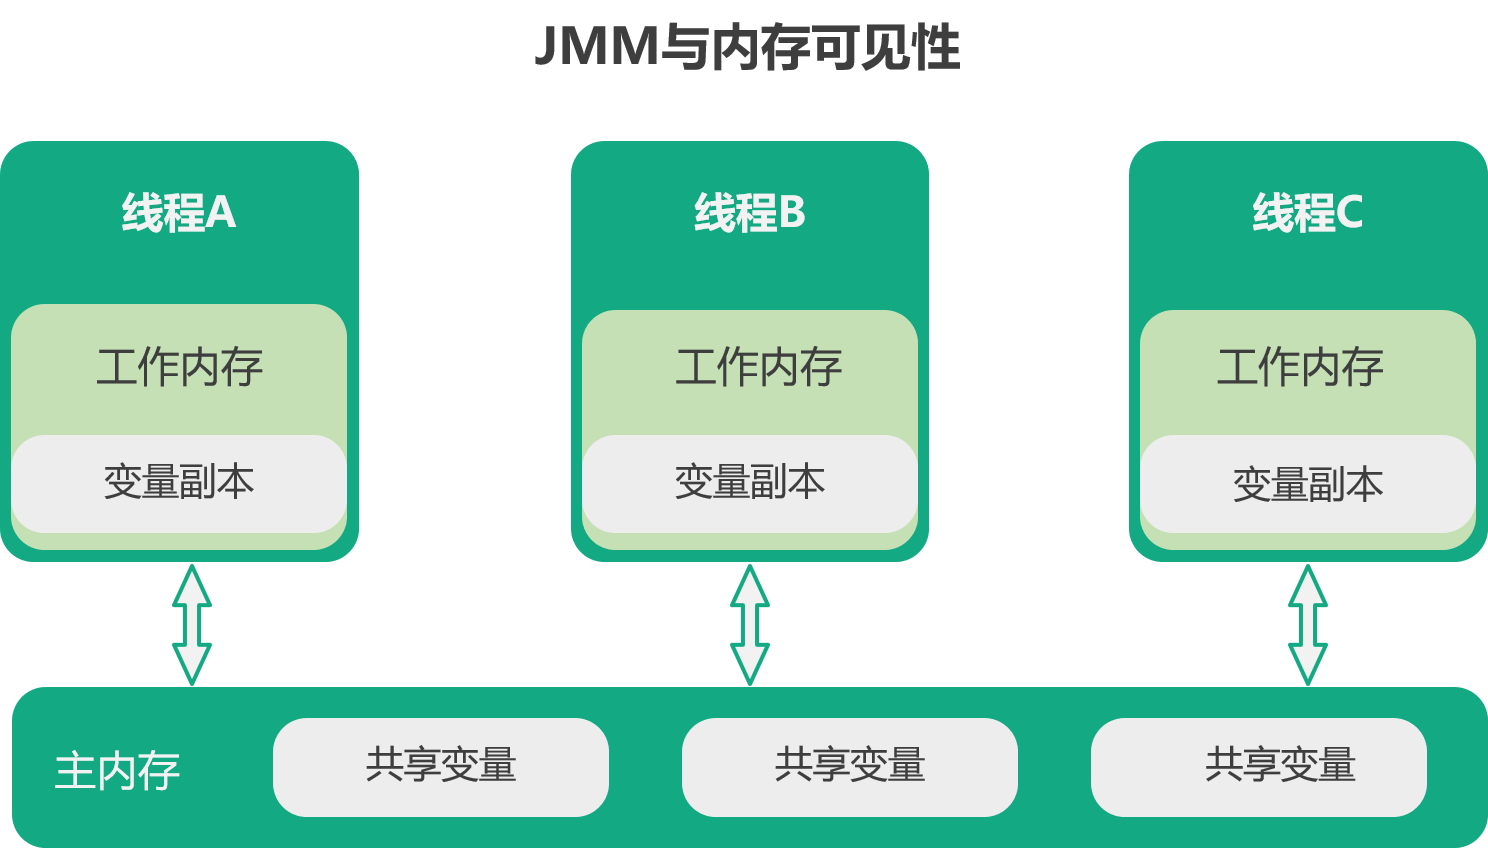 JMM与内存可见性
线程A
线程B
线程C
工作内存
工作内存
工作内存
变量副本
变量副本
变量副本
主内存
共享变量
共享变量
共享变量